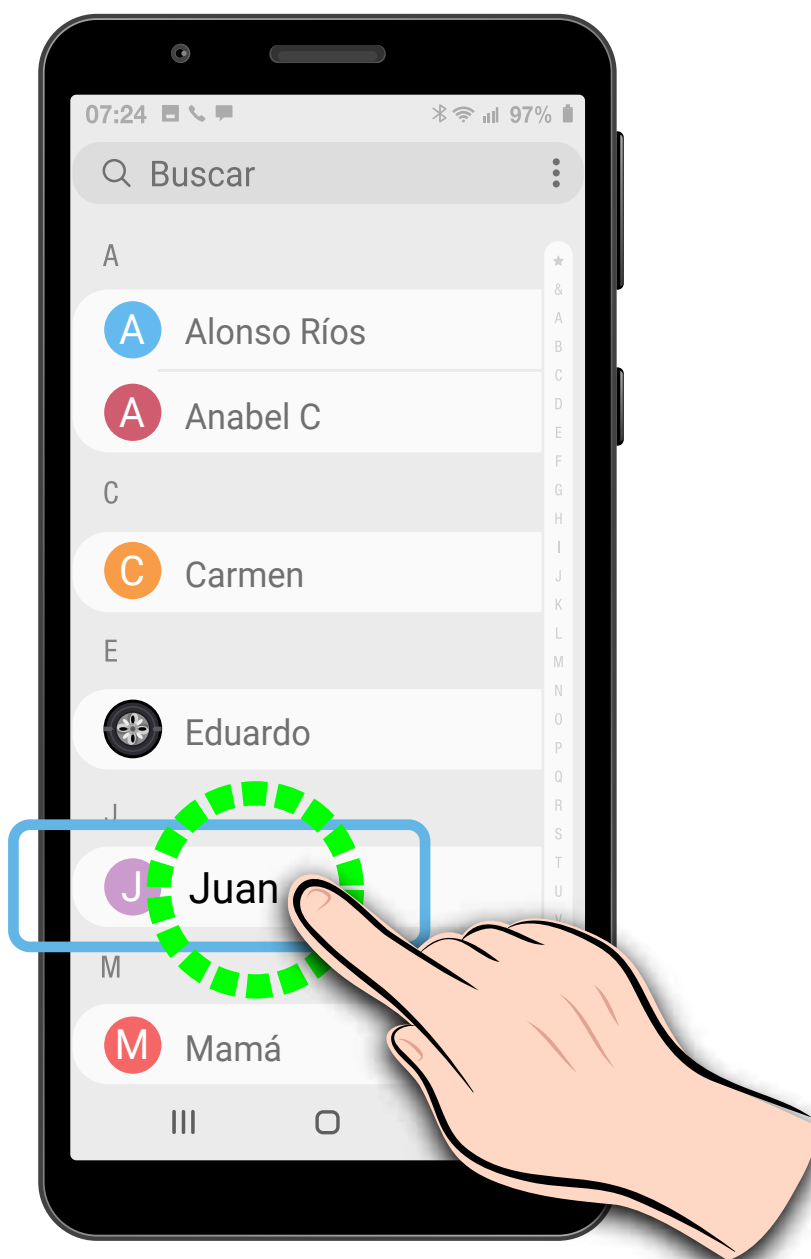 07:24 97%
Buscar
A
A Alonso Ríos
A Anabel C
C
C Carmen
E
Eduardo
J
J Juan
M
M Mamá
&
A
B
C
D
E
F
G
H
I
J
K
L
M
N
O
P
Q
R
S
T
U
V